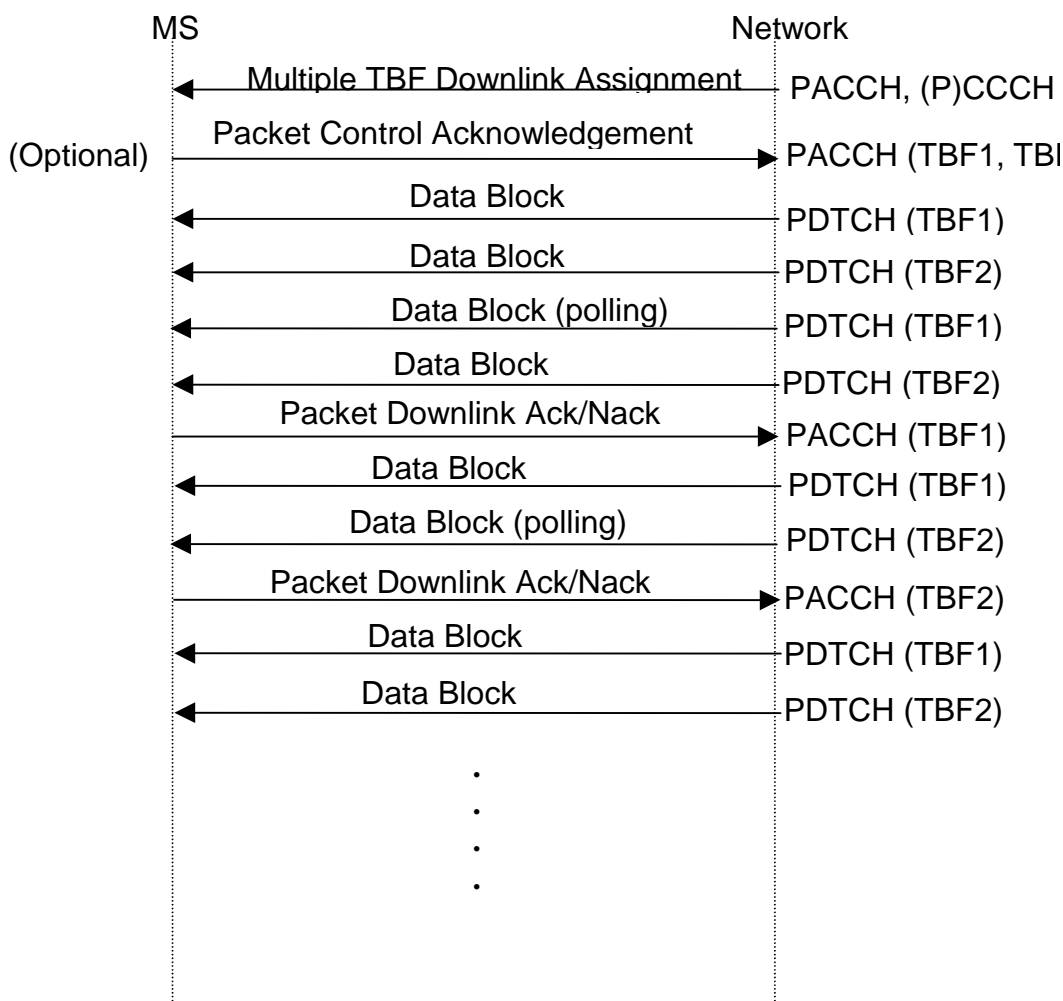 MS Network
Multiple TBF Downlink Assignment PACCH, (P)CCCH
(Optional) Packet Control Acknowledgement PACCH (TBF1,
Data Block PDTCH (TBF1)
Data Block PDTCH (TBF2)
Data Block (polling) PDTCH (TBF1)
Data Block PDTCH (TBF2)
Packet Downlink Ack/Nack PACCH (TBF1)
Data Block PDTCH (TBF1)
Data Block (polling) PDTCH (TBF2)
Packet Downlink Ack/Nack PACCH (TBF2)
Data Block PDTCH (TBF1)
Data Block PDTCH (TBF2)